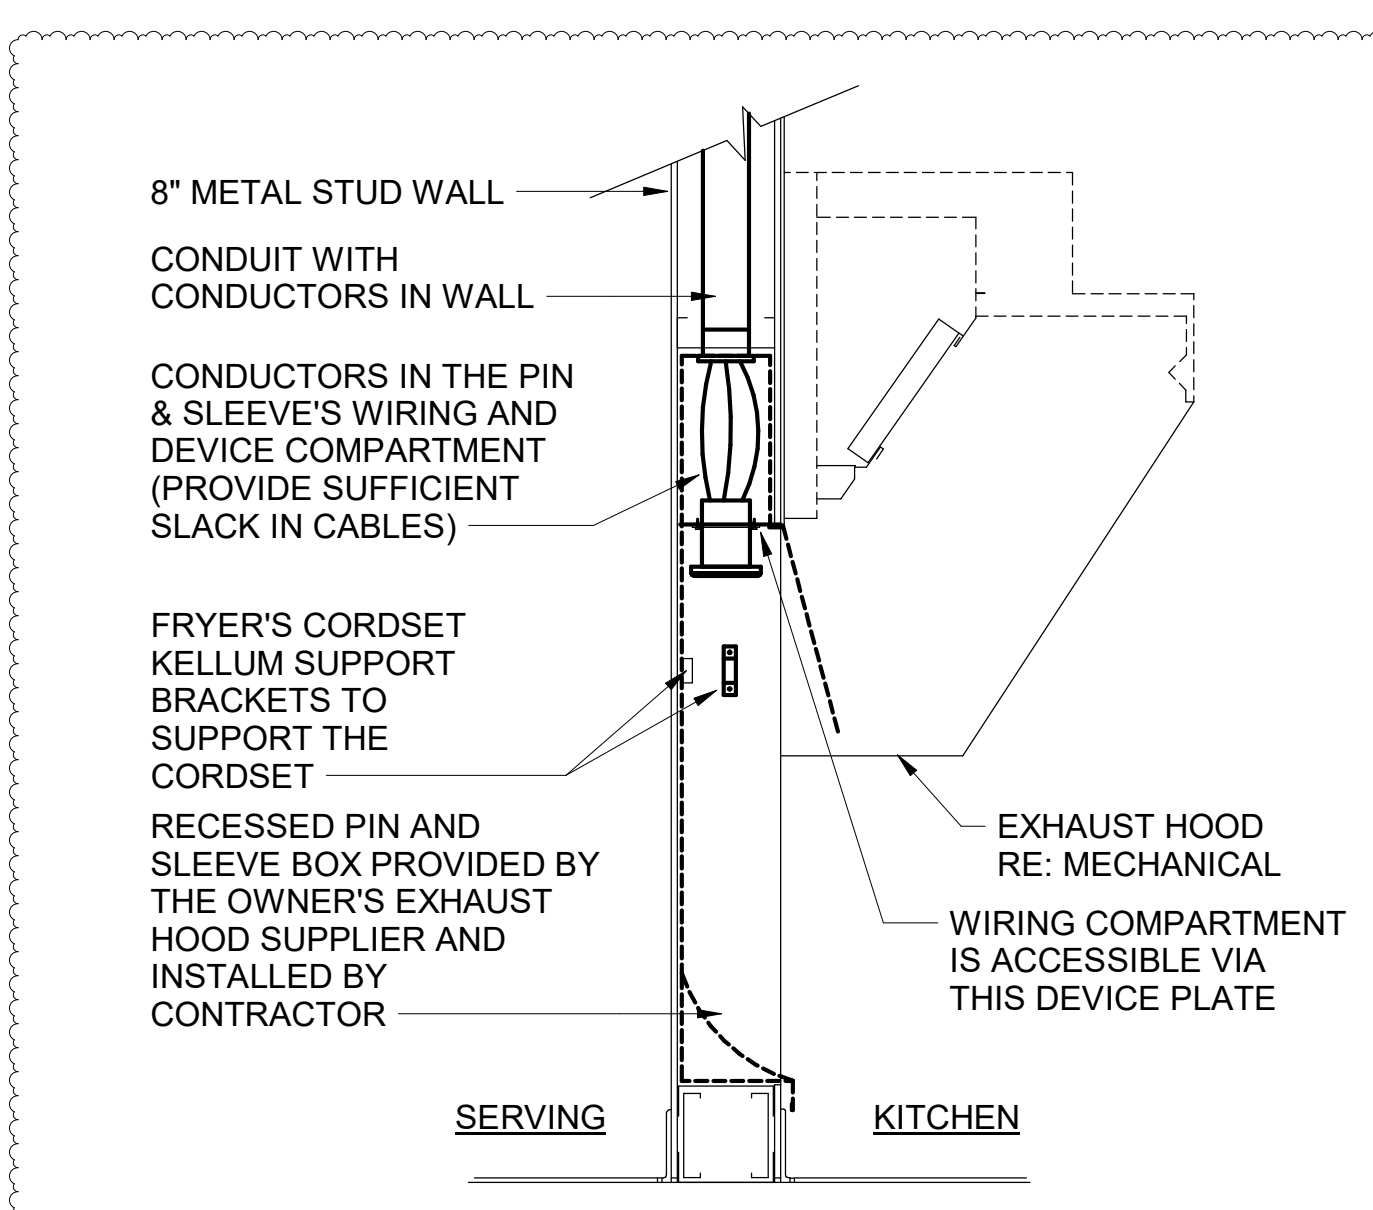 8" METAL STUD WALL
CONDUIT WITH
CONDUCTORS IN WALL
CONDUCTORS IN THE PIN
& SLEEVE'S WIRING AND
DEVICE COMPARTMENT
(PROVIDE SUFFICIENT
SLACK IN CABLES)
FRYER'S CORDSET
KELLUM SUPPORT
BRACKETS TO
SUPPORT THE
CORDSET
RECESSED PIN AND
SLEEVE BOX PROVIDED BY
THE OWNER'S EXHAUST
HOOD SUPPLIER AND
INSTALLED BY
CONTRACTOR
EXHAUST HOOD
RE: MECHANICAL
WIRING COMPARTMENT
IS ACCESSIBLE VIA
THIS DEVICE PLATE
SERVING
KITCHEN